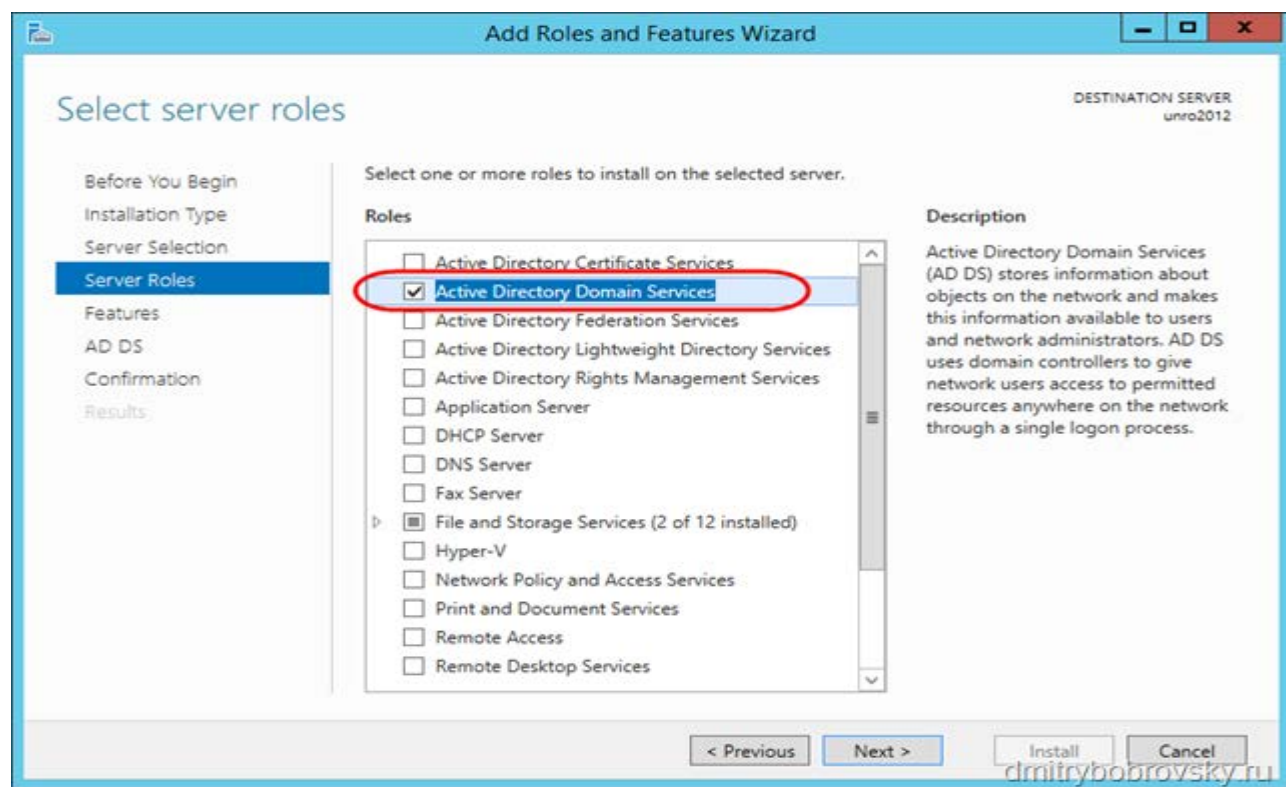 Add Roles and Features Wizard
Select server roles
DESTINATION SERVER
unro2012
Before You Begin
Installation Type
Server Selection
Server Roles
Features
AD DS
Confirmation
Results
Select one or more roles to install on the selected server.
Roles
Active Directory Certificate Services
Active Directory Domain Services
Active Directory Federation Services
Active Directory Lightweight Directory Services
Active Directory Rights Management Services
Application Server
DHCP Server
DNS Server
Fax Server
File and Storage Services (2 of 12 installed)
Hyper-V
Network Policy and Access Services
Print and Document Services
Remote Access
Remote Desktop Services
Description
Active Directory Domain Services
(AD DS) stores information about
objects on the network and makes
this information available to users
and network administrators. AD DS
uses domain controllers to give
network users access to permitted
resources anywhere on the network
through a single logon process.
< Previous
Next >
Install
Cancel
dmitrybobrovsky.ru